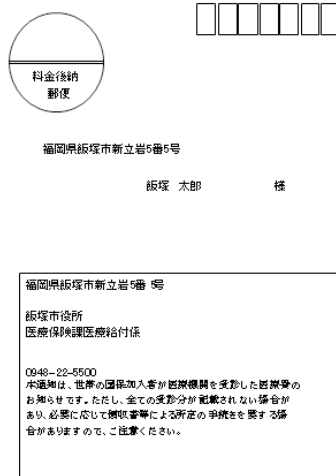 料金後納
郵便
福岡県飯塚市新立岩5番5号
飯塚 太郎 様
福岡県飯塚市新立岩5番 5号
飯塚市役所
医療保険課医療給付係
0948-22-5500
本通知は、世帯の国保加入者が医療機関を受診した医療費の
お知らせです。ただし、全ての受診分が記載されない場合が
あり、必要に応じて領収書等による所定の手続きを要する場
合がありますので、ご注意ください。